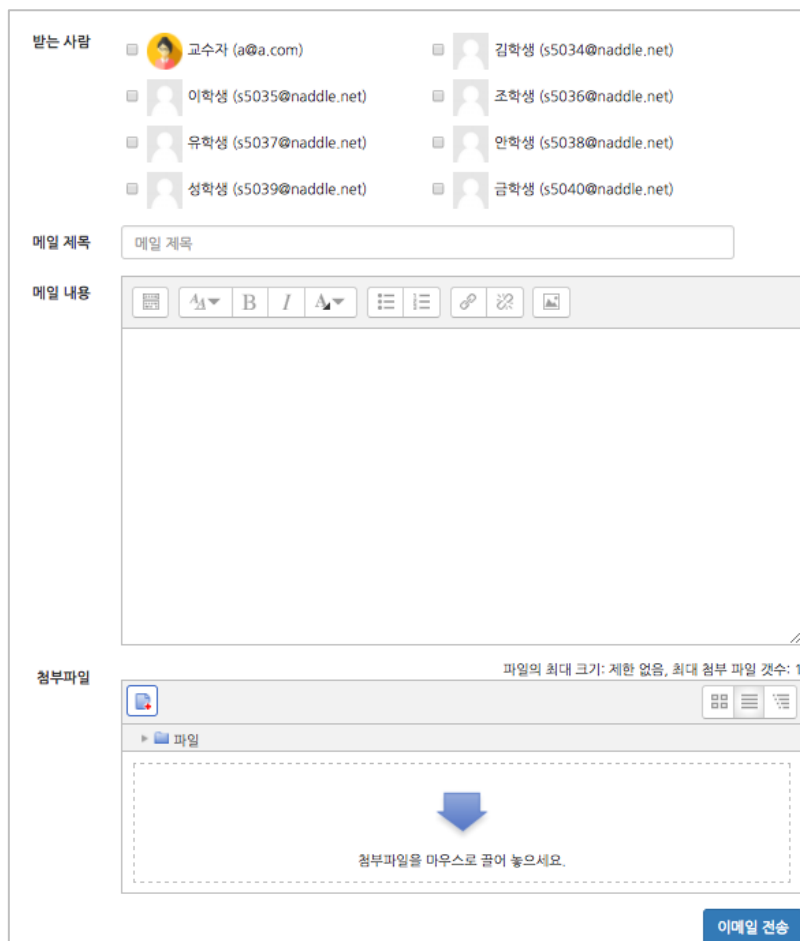 받는 사람
교수자 (a@a.com) 김학생 (s5034@naddle.net)
이학생 (s5035@naddle.net) 조학생 (s5036@naddle.net)
유학생 (s5037@naddle.net) 안학생 (s5038@naddle.net)
성학생 (s5039@naddle.net) 금학생 (s5040@naddle.net)
메일 제목 메일 제목
메일 내용
B I A
파일의 최대 크기: 제한 없음, 최대 첨부 파일 갯수: 1
첨부파일
파일
첨부파일을 마우스로 끌어 놓으세요.
이메일 전송